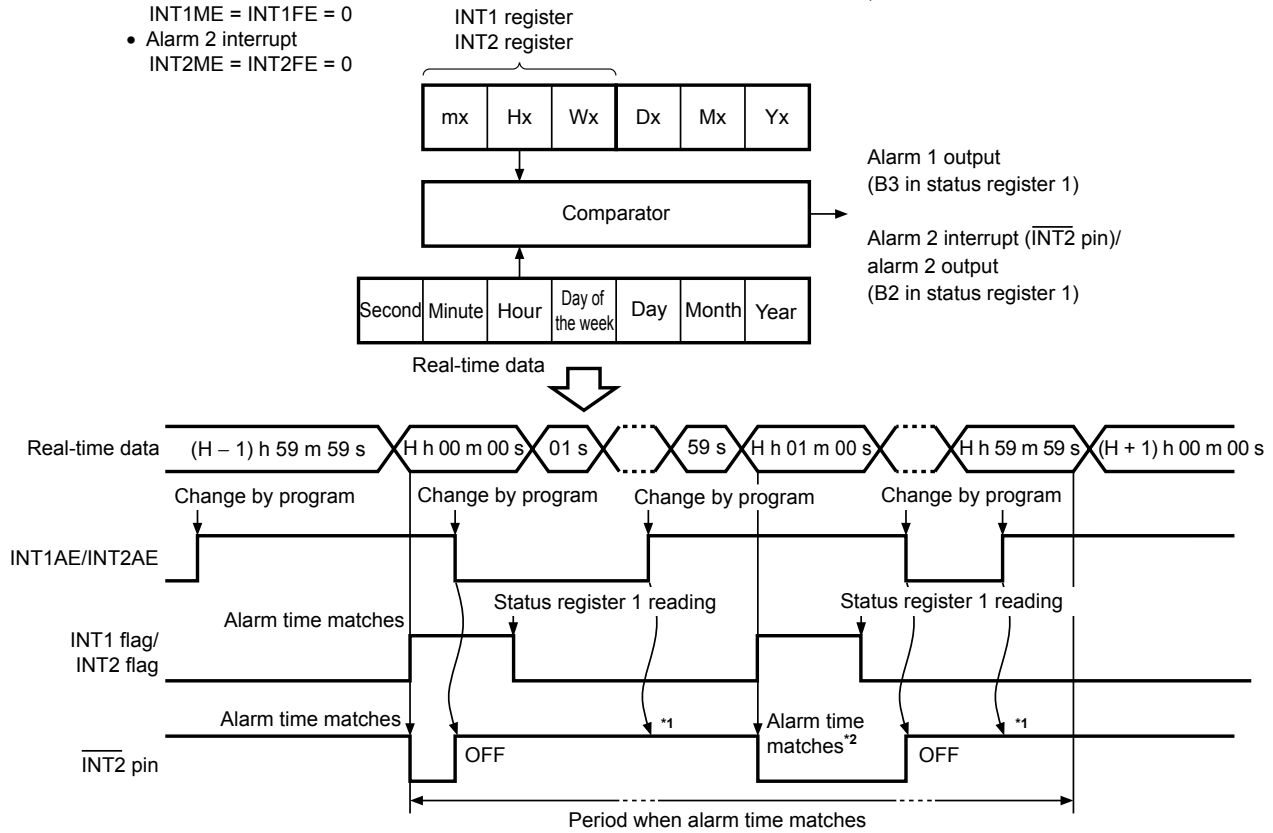 INT1ME = INT1FE = 0
• Alarm 2 interrupt
INT2ME = INT2FE = 0
INT1 register
INT2 register
mx Hx Wx Dx Mx Yx
Comparator
Alarm 1 output
(B3 in status register 1)
Alarm 2 interrupt (INT2 pin)/
alarm 2 output
(B2 in status register 1)
Second Minute Hour Day of the week Day Month Year
Real-time data
Real-time data (H − 1) h 59 m 59 s H h 00 m 00 s 01 s 59 s H h 01 m 00 s H h 59 m 59 s (H + 1) h 00 m 00 s
Change by program Change by program Change by program Change by program
INT1AE/INT2AE
Status register 1 reading Status register 1 reading
Alarm time matches
INT1 flag/
INT2 flag
Alarm time matches *1 Alarm time matches*2 *1
INT2 pin OFF OFF
Period when alarm time matches